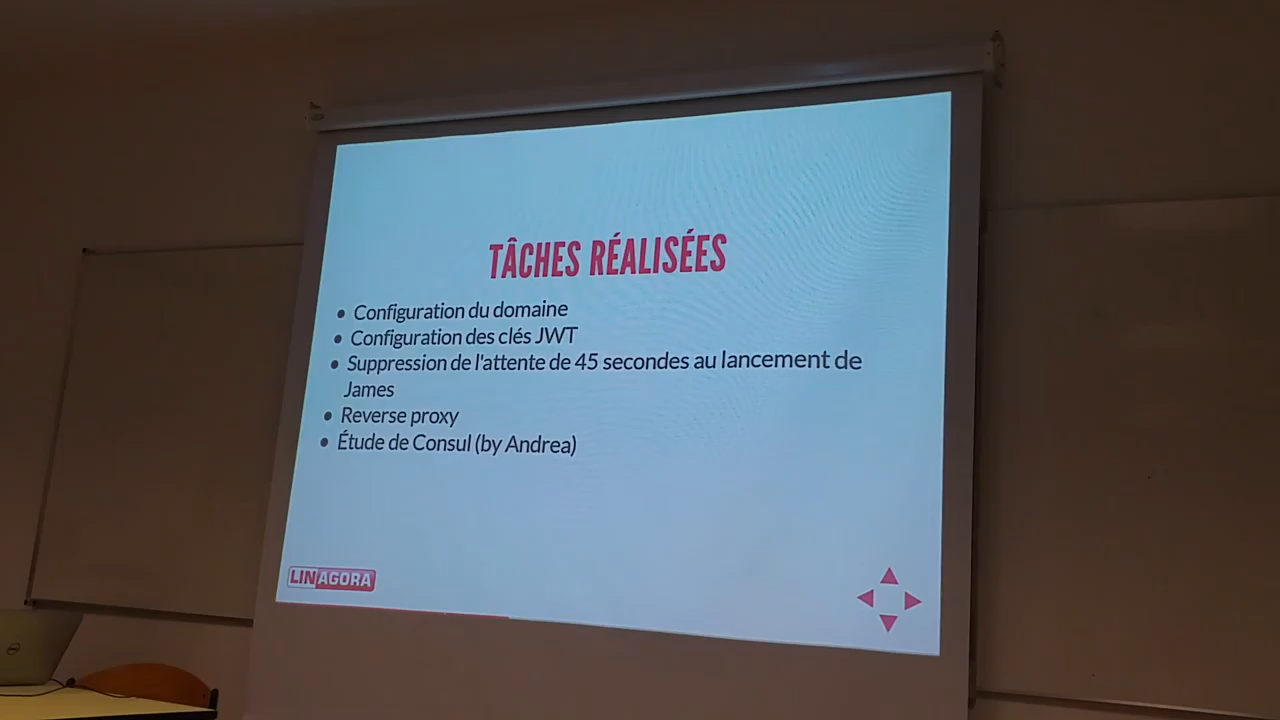 TÂCHES RÉALISÉES
Configuration du domaine
Configuration des clés JWT
Suppression de l'attente de 45 secondes au lancement de
James
Reverse proxy
Étude de Consul (by Andrea)
LINAGORA
DELL